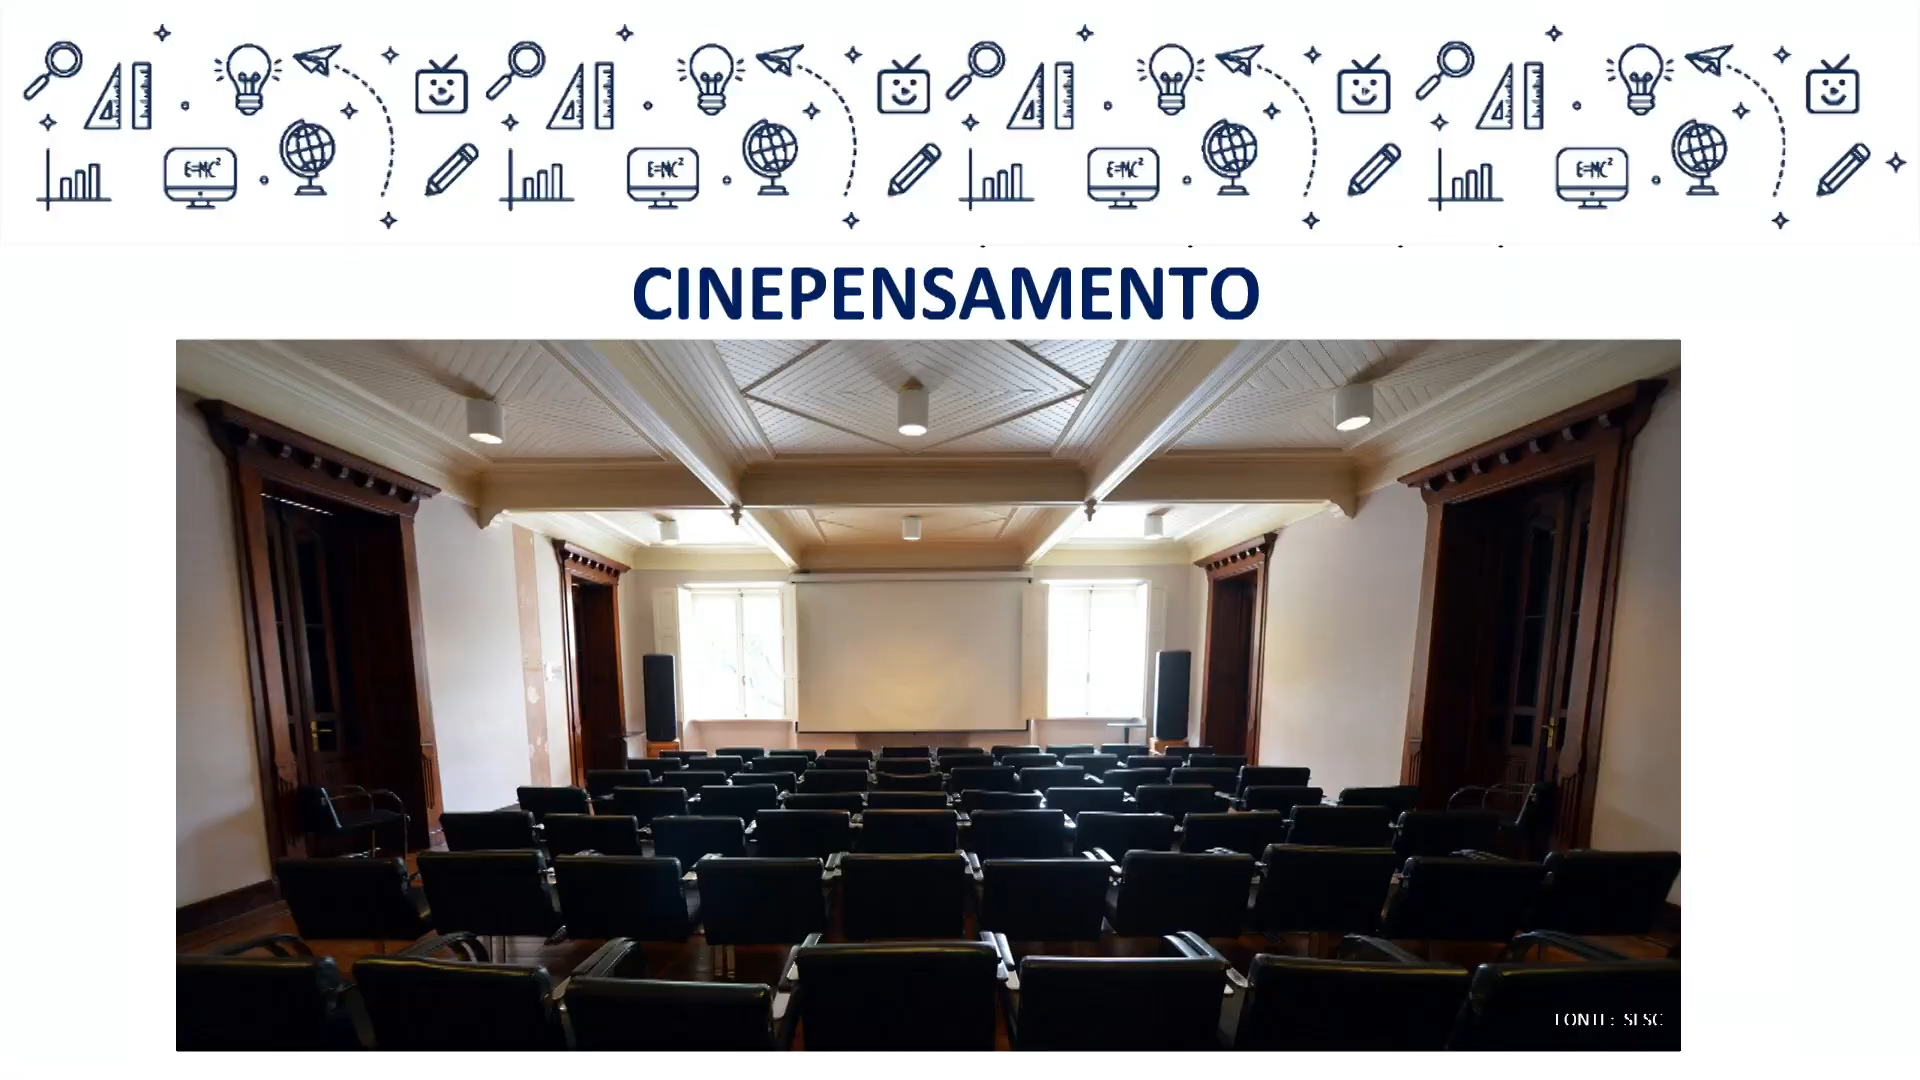 E=MC²
E=MC²
E=MC²
E=MC²
CINEPENSAMENTO
FONTE: SESC